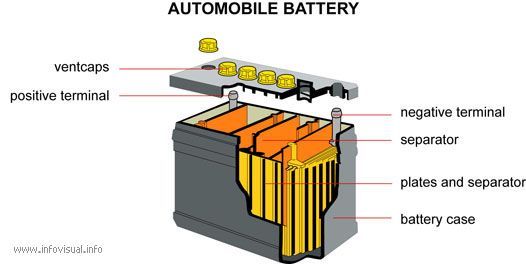 AUTOMOBILE BATTERY
ventcaps
positive terminal
negative terminal
separator
plates and separator
battery case
www.infovisual.info